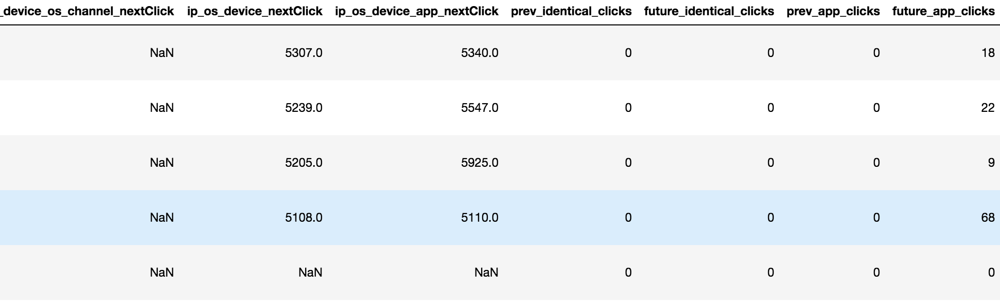 _device_os_channel_nextClick ip_os_device_nextClick ip_os_device_app_nextClick prev_identical_clicks future_identical_clicks prev_app_clicks future_app_clicks
NaN 5307.0 5340.0 0 0 0 18
NaN 5239.0 5547.0 0 0 0 22
NaN 5205.0 5925.0 0 0 0 9
NaN 5108.0 5110.0 0 0 0 68
NaN NaN NaN 0 0 0 0